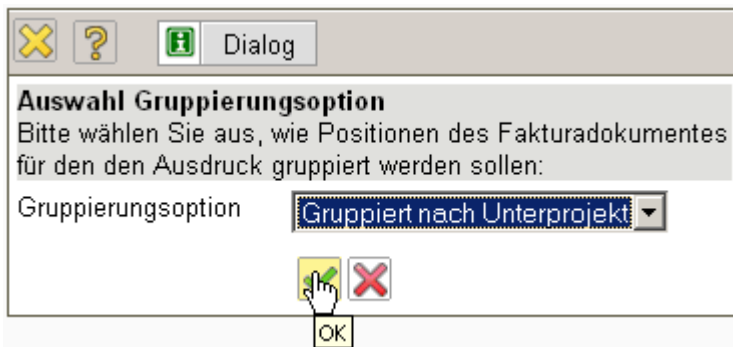 Dialog
Auswahl Gruppierungsoption
Bitte wählen Sie aus, wie Positionen des Fakturadokumentes
für den den Ausdruck gruppiert werden sollen:
Gruppierungsoption Gruppiert nach Unterprojekt
OK